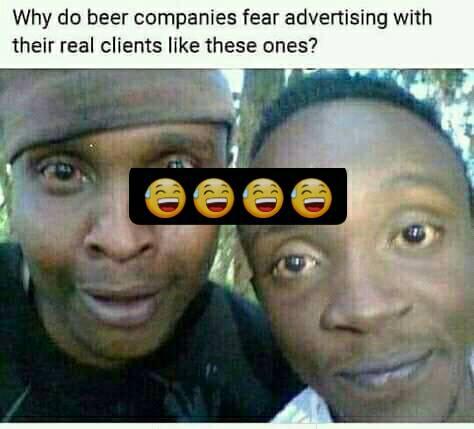 Why do beer companies fear advertising with
their real clients like these ones?
😅😅😅😅